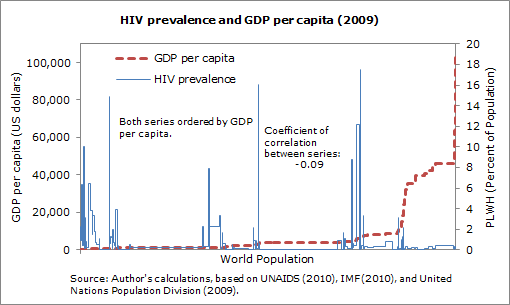 HIV prevalence and GDP per capita (2009)
GDP per capita
HIV prevalence
GDP per capita (US dollars)
100,000
80,000
60,000
40,000
20,000
0
Both series ordered by GDP
per capita.
Coefficient of
correlation
between series:
-0.09
20
18
16
14
12
10
8
6
4
2
0
PLWH (Percent of Population)
World Population
Source: Author's calculations, based on UNAIDS (2010), IMF(2010), and United
Nations Population Division (2009).